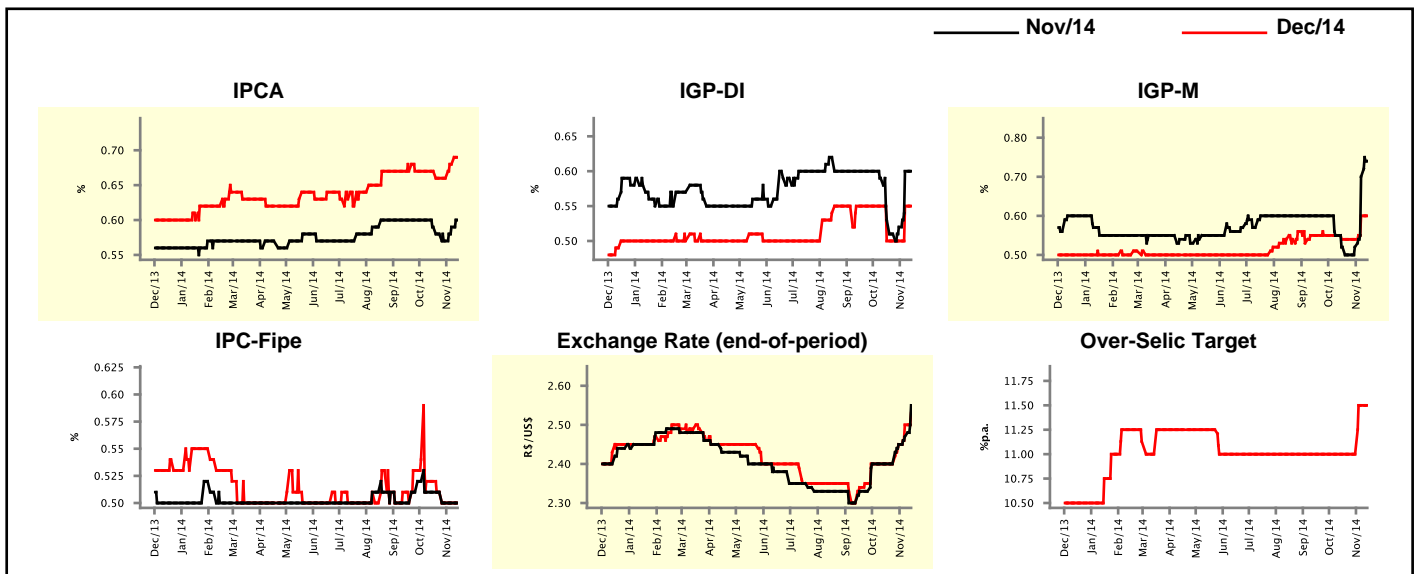 Nov/14 Dec/14
IPCA
%
0.70
0.65
0.60
0.55
Dec/13 Jan/14 Feb/14 Mar/14 Apr/14 May/14 Jun/14 Jul/14 Aug/14 Sep/14 Oct/14 Nov/14
IGP-DI
%
0.65
0.60
0.55
0.50
Dec/13 Jan/14 Feb/14 Mar/14 Apr/14 May/14 Jun/14 Jul/14 Aug/14 Sep/14 Oct/14 Nov/14
IGP-M
%
0.80
0.70
0.60
0.50
Dec/13 Jan/14 Feb/14 Mar/14 Apr/14 May/14 Jun/14 Jul/14 Aug/14 Sep/14 Oct/14 Nov/14
IPC-Fipe
%
0.625
0.60
0.575
0.55
0.525
0.50
Dec/13 Jan/14 Feb/14 Mar/14 Apr/14 May/14 Jun/14 Jul/14 Aug/14 Sep/14 Oct/14 Nov/14
Exchange Rate (end-of-period)
R$/US$
2.60
2.50
2.40
2.30
Dec/13 Jan/14 Feb/14 Mar/14 Apr/14 May/14 Jun/14 Jul/14 Aug/14 Sep/14 Oct/14 Nov/14
Over-Selic Target
%p.a.
11.75
11.50
11.25
11.00
10.75
10.50
Dec/13 Jan/14 Feb/14 Mar/14 Apr/14 May/14 Jun/14 Jul/14 Aug/14 Sep/14 Oct/14 Nov/14